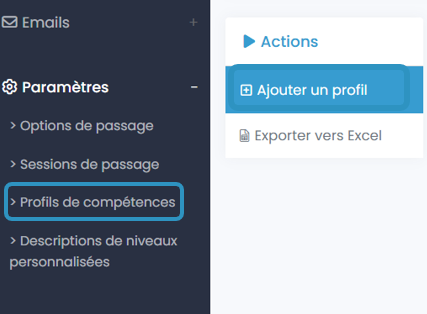 Emails +
Paramètres -
> Options de passage
> Sessions de passage
> Profils de compétences
> Descriptions de niveaux
personnalisées
Actions
Ajouter un profil
Exporter vers Excel